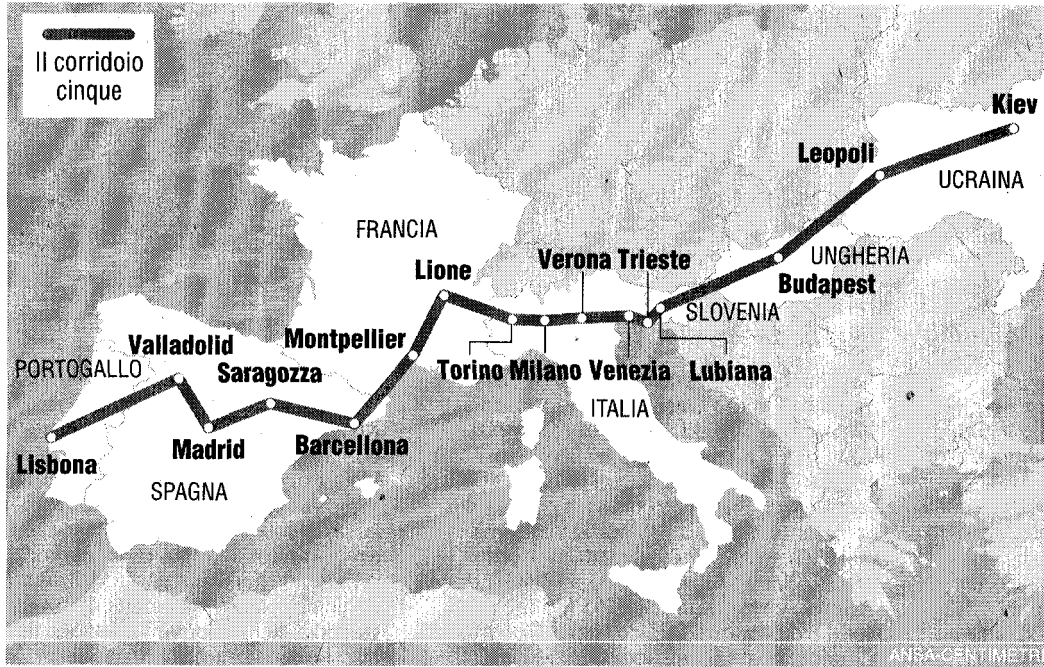 Il corridoio
cinque
Kiev
Leopoli
UCRAINA
FRANCIA
UNGHERIA
Verona Trieste
Lione
Budapest
SLOVENIA
Montpellier
Valladolid
PORTOGALLO
Saragozza
Torino Milano Venezia Lubiana
ITALIA
Barcellona
Madrid
Lisbona
SPAGNA
ANSA-CENTIMETRI